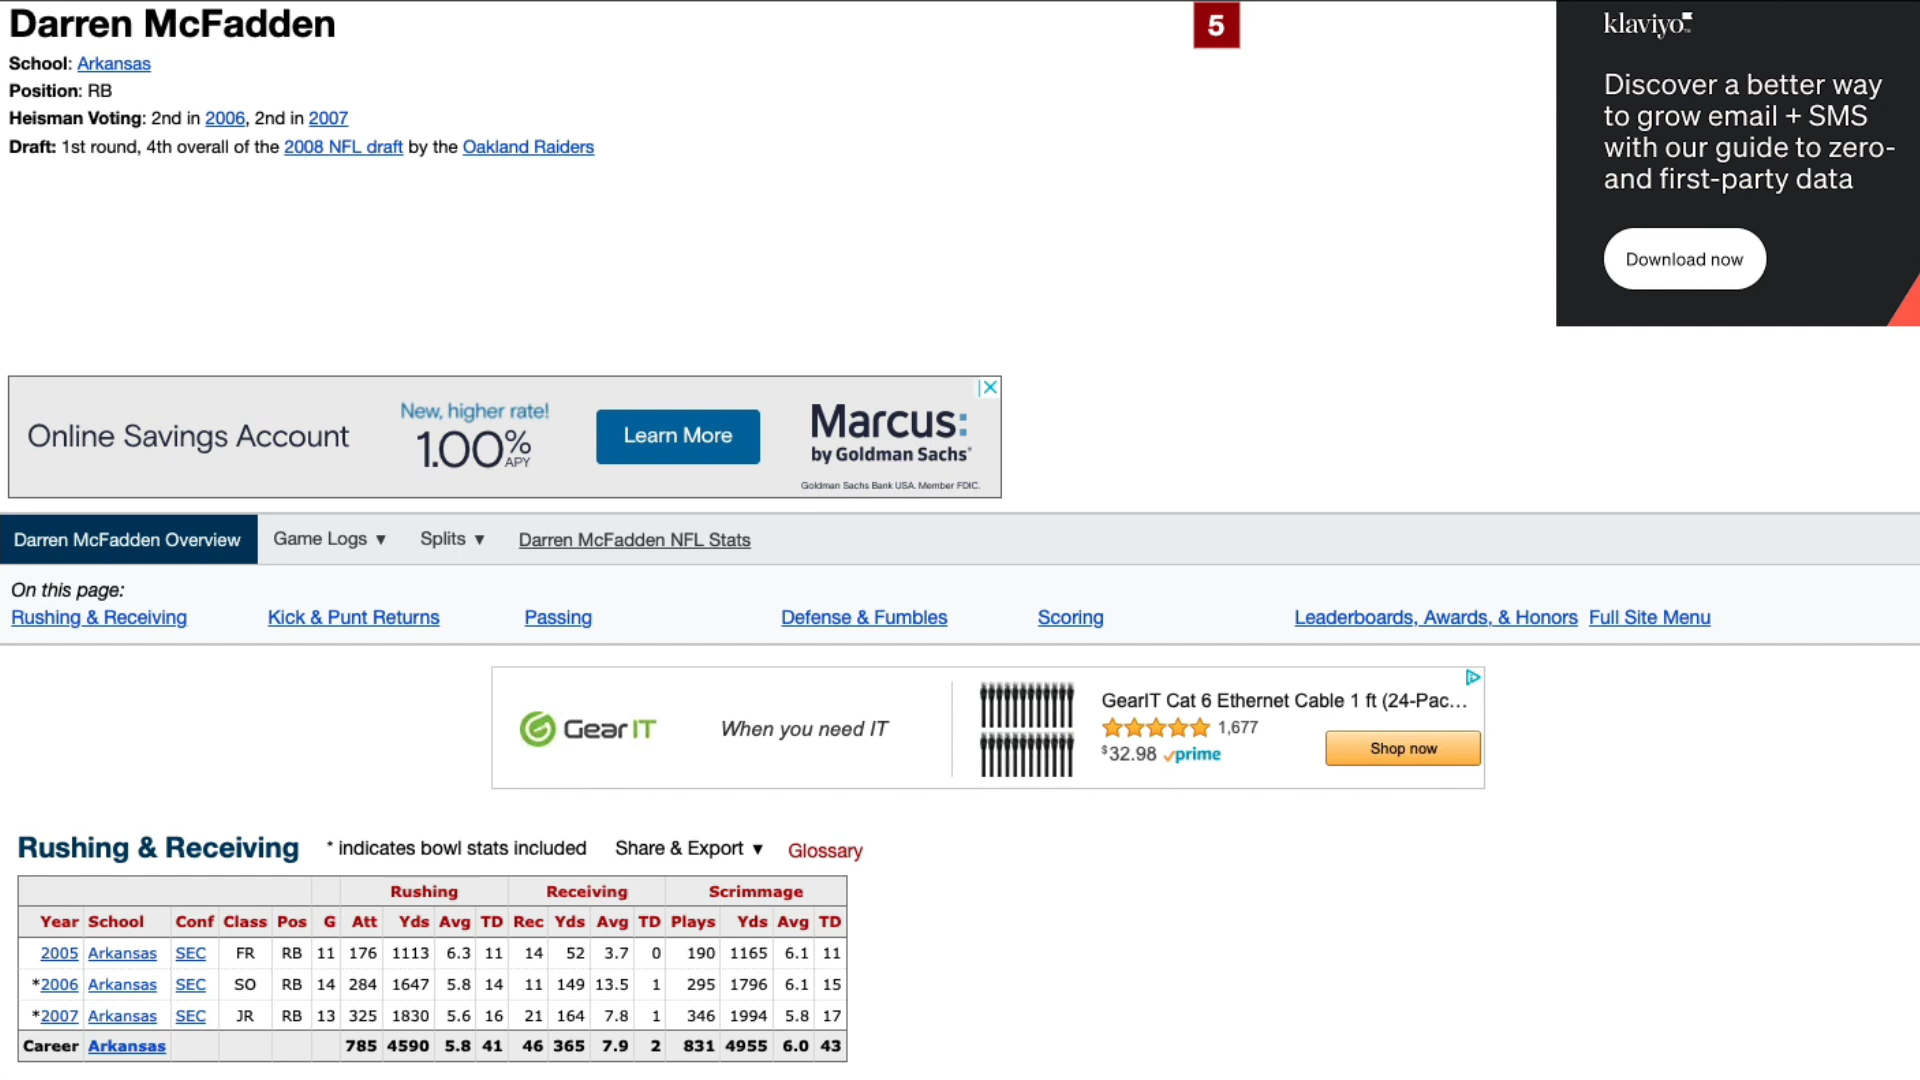 Darren McFadden
5
School: Arkansas
Position: RB
Heisman Voting: 2nd in 2006, 2nd in 2007
Draft: 1st round, 4th overall of the 2008 NFL draft by the Oakland Raiders
klaviyo
Discover a better way
to grow email + SMS
with our guide to zero-
and first-party data
Download now
Online Savings Account
New, higher rate!
1.00% APY
Learn More
Marcus:
by Goldman Sachs®
Goldman Sachs Bank USA. Member FDIC.
Darren McFadden Overview Game Logs ▼ Splits ▼ Darren McFadden NFL Stats
On this page:
Rushing & Receiving Kick & Punt Returns Passing Defense & Fumbles Scoring Leaderboards, Awards, & Honors Full Site Menu
GearIT
When you need IT
GearIT Cat 6 Ethernet Cable 1 ft (24-Pac...
1,677
$32.98 prime
Shop now
Rushing & Receiving * indicates bowl stats included Share & Export ▼ Glossary
Rushing Receiving Scrimmage
Year School Conf Class Pos G Att Yds Avg TD Rec Yds Avg TD Plays Yds Avg TD
2005 Arkansas SEC FR RB 11 176 1113 6.3 11 14 52 3.7 0 190 1165 6.1 11
*2006 Arkansas SEC SO RB 14 284 1647 5.8 14 11 149 13.5 1 295 1796 6.1 15
*2007 Arkansas SEC JR RB 13 325 1830 5.6 16 21 164 7.8 1 346 1994 5.8 17
Career Arkansas 785 4590 5.8 41 46 365 7.9 2 831 4955 6.0 43